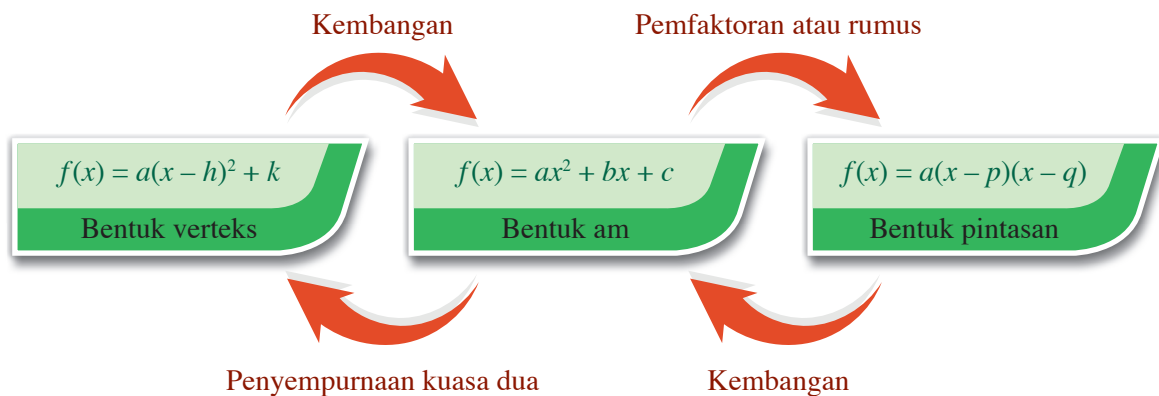 Kembangan
Pemfaktoran atau rumus
f(x) = a(x – h)² + k
Bentuk verteks
f(x) = ax² + bx + c
Bentuk am
f(x) = a(x – p)(x – q)
Bentuk pintasan
Penyempurnaan kuasa dua
Kembangan